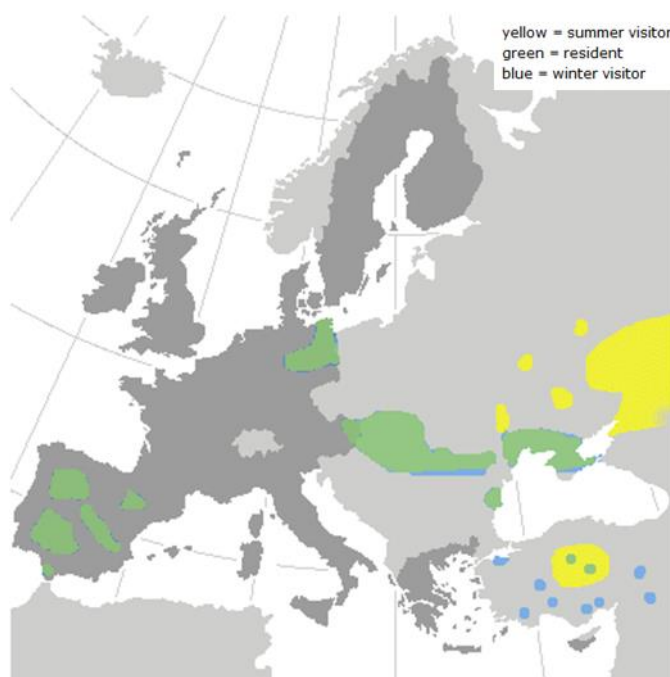 yellow = summer visitor
green = resident
blue = winter visitor